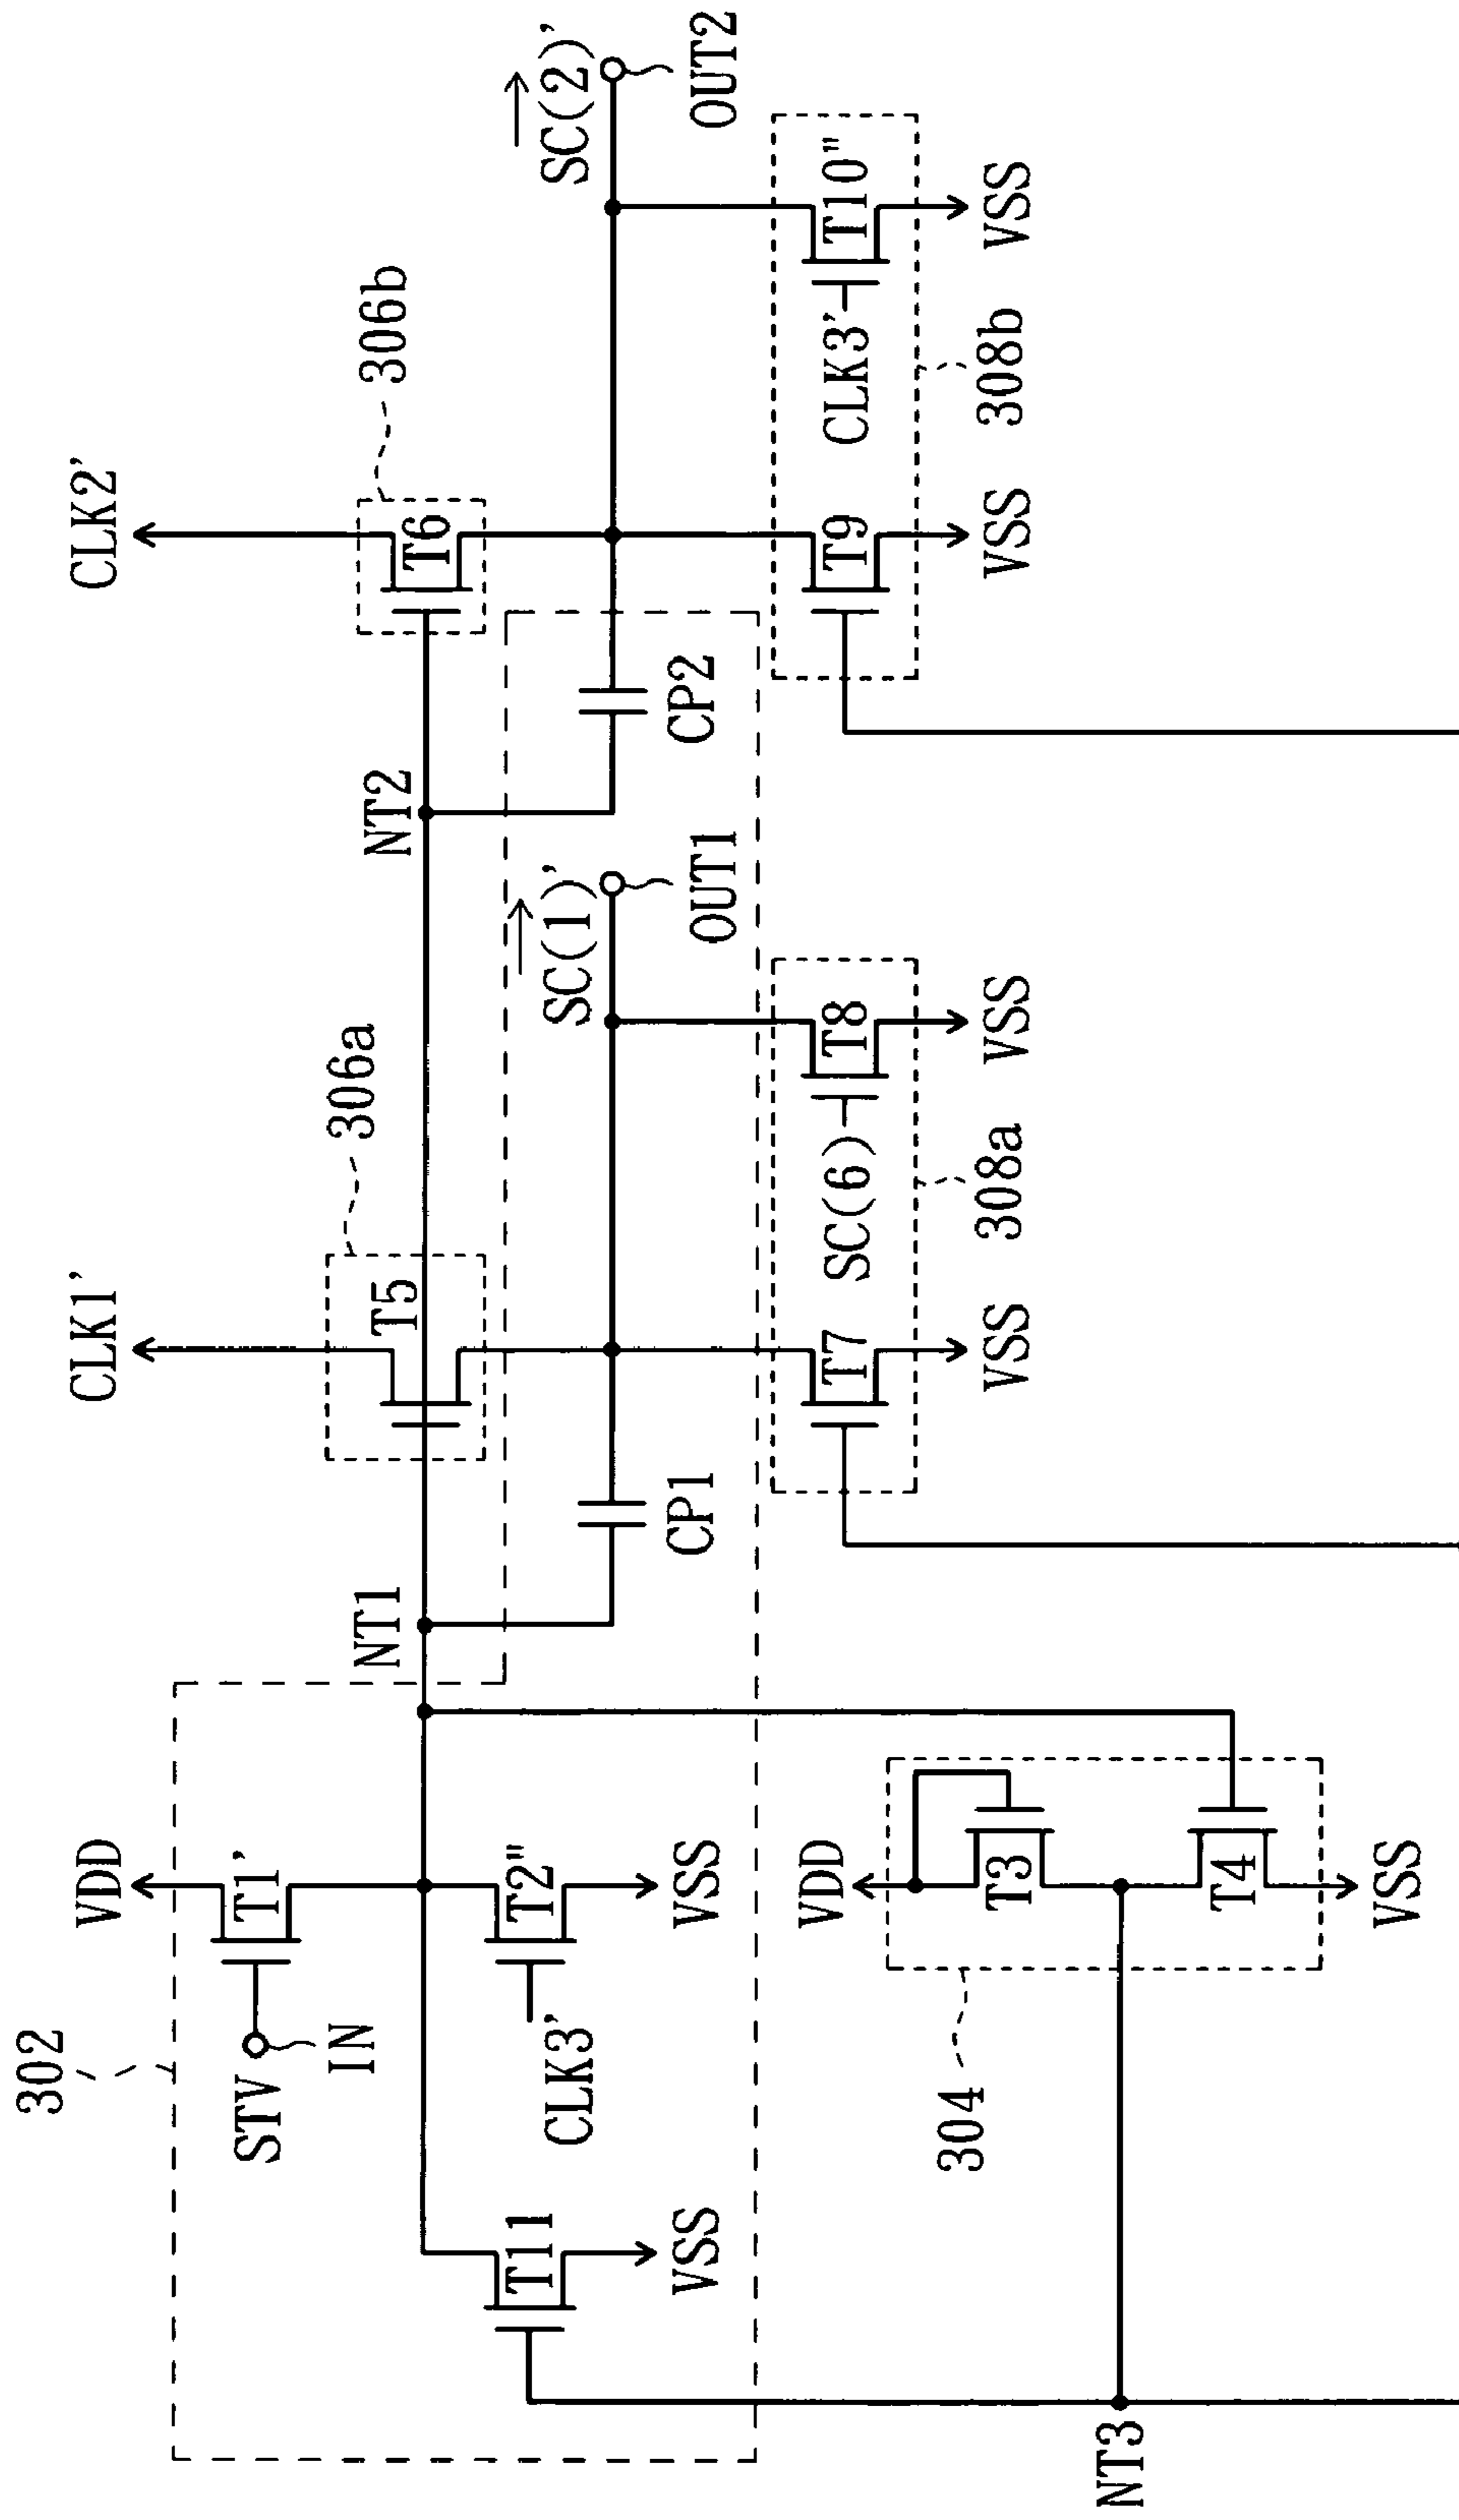 302
VDD
STV
T1'
IN
T11
VSS
CLK3'
T2"
VSS
NT1
CLK1'
T5
306a
NT2
CLK2'
T6
306b
CP1
SC(1)'
OUT1
CP2
SC(2)'
OUT2
304
VDD
T3
T4
VSS
T7
VSS
SC(6)
T8
VSS
308a
T9
VSS
CLK3'
T10"
VSS
308b
NT3